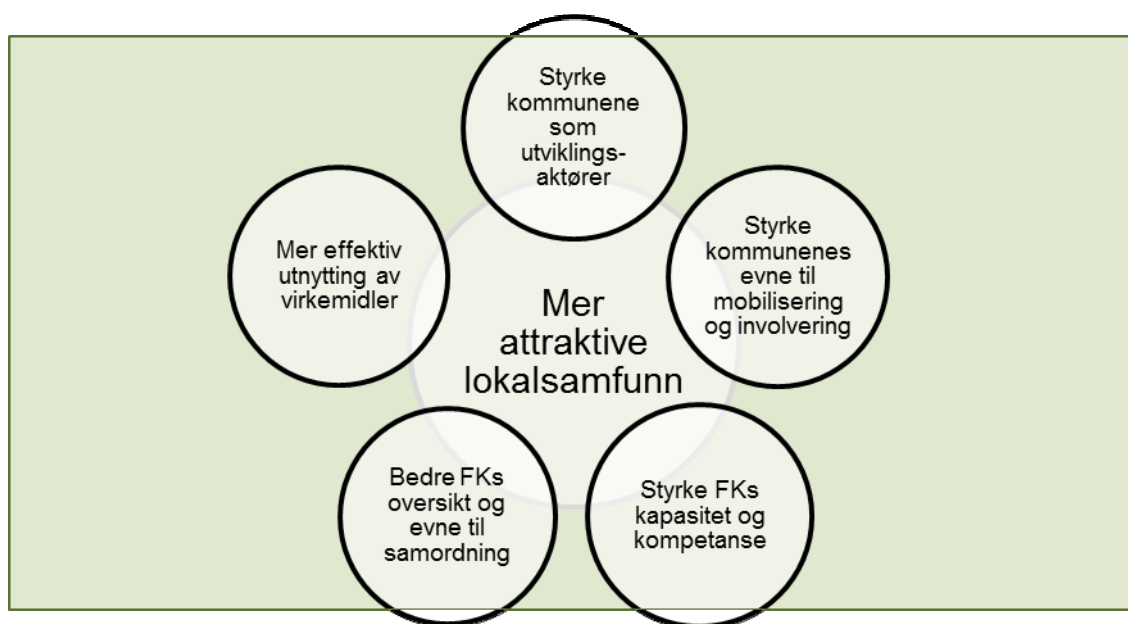 Styrke
kommunene
som
utviklings-
aktører
Styrke
kommunenes
evne til
mobilisering
og involvering
Styrke FKs
kapasitet og
kompetanse
Bedre FKs
oversikt og
evne til
samordning
Mer effektiv
utnytting av
virkemidler
Mer
attraktive
lokalsamfunn